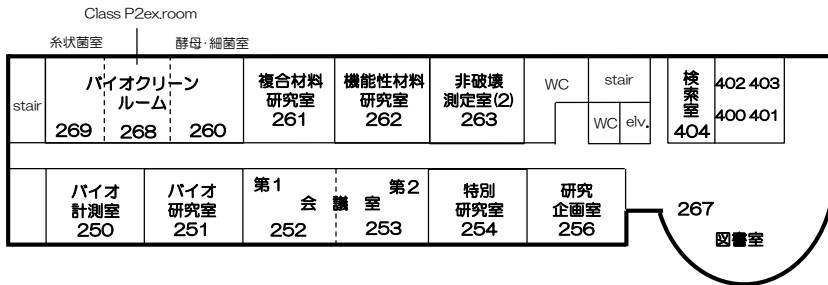 Class P2ex.room
糸状菌室
酵母・細菌室
stair
バイオクリーン
ルーム
269
268
260
複合材料
研究室
261
機能性材料
研究室
262
非破壊
測定室(2)
263
WC
stair
WC
elv.
検索室
404
402 403
400 401
バイオ
計測室
250
バイオ
研究室
251
第1
第2
会議室
252
253
特別
研究室
254
研究
企画室
256
267
図書室